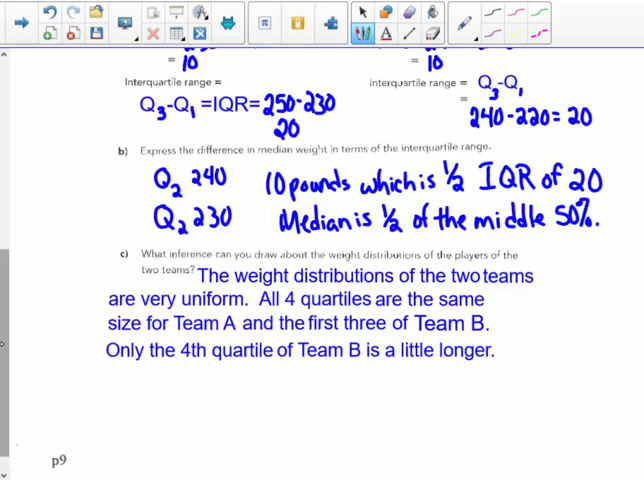 = 10
= 10
Interquartile range =
interquartile range = Q3-Q1
Q3-Q1 =IQR= 250-230
= 240-220=20
20
b) Express the difference in median weight in terms of the interquartile range.
Q2 240 10 pounds which is 1/2 IQR of 20
Q2 230 Median is 1/2 of the middle 50%.
c) What inference can you draw about the weight distributions of the players of the
two teams? The weight distributions of the two teams
are very uniform. All 4 quartiles are the same
size for Team A and the first three of Team B.
Only the 4th quartile of Team B is a little longer.
p9